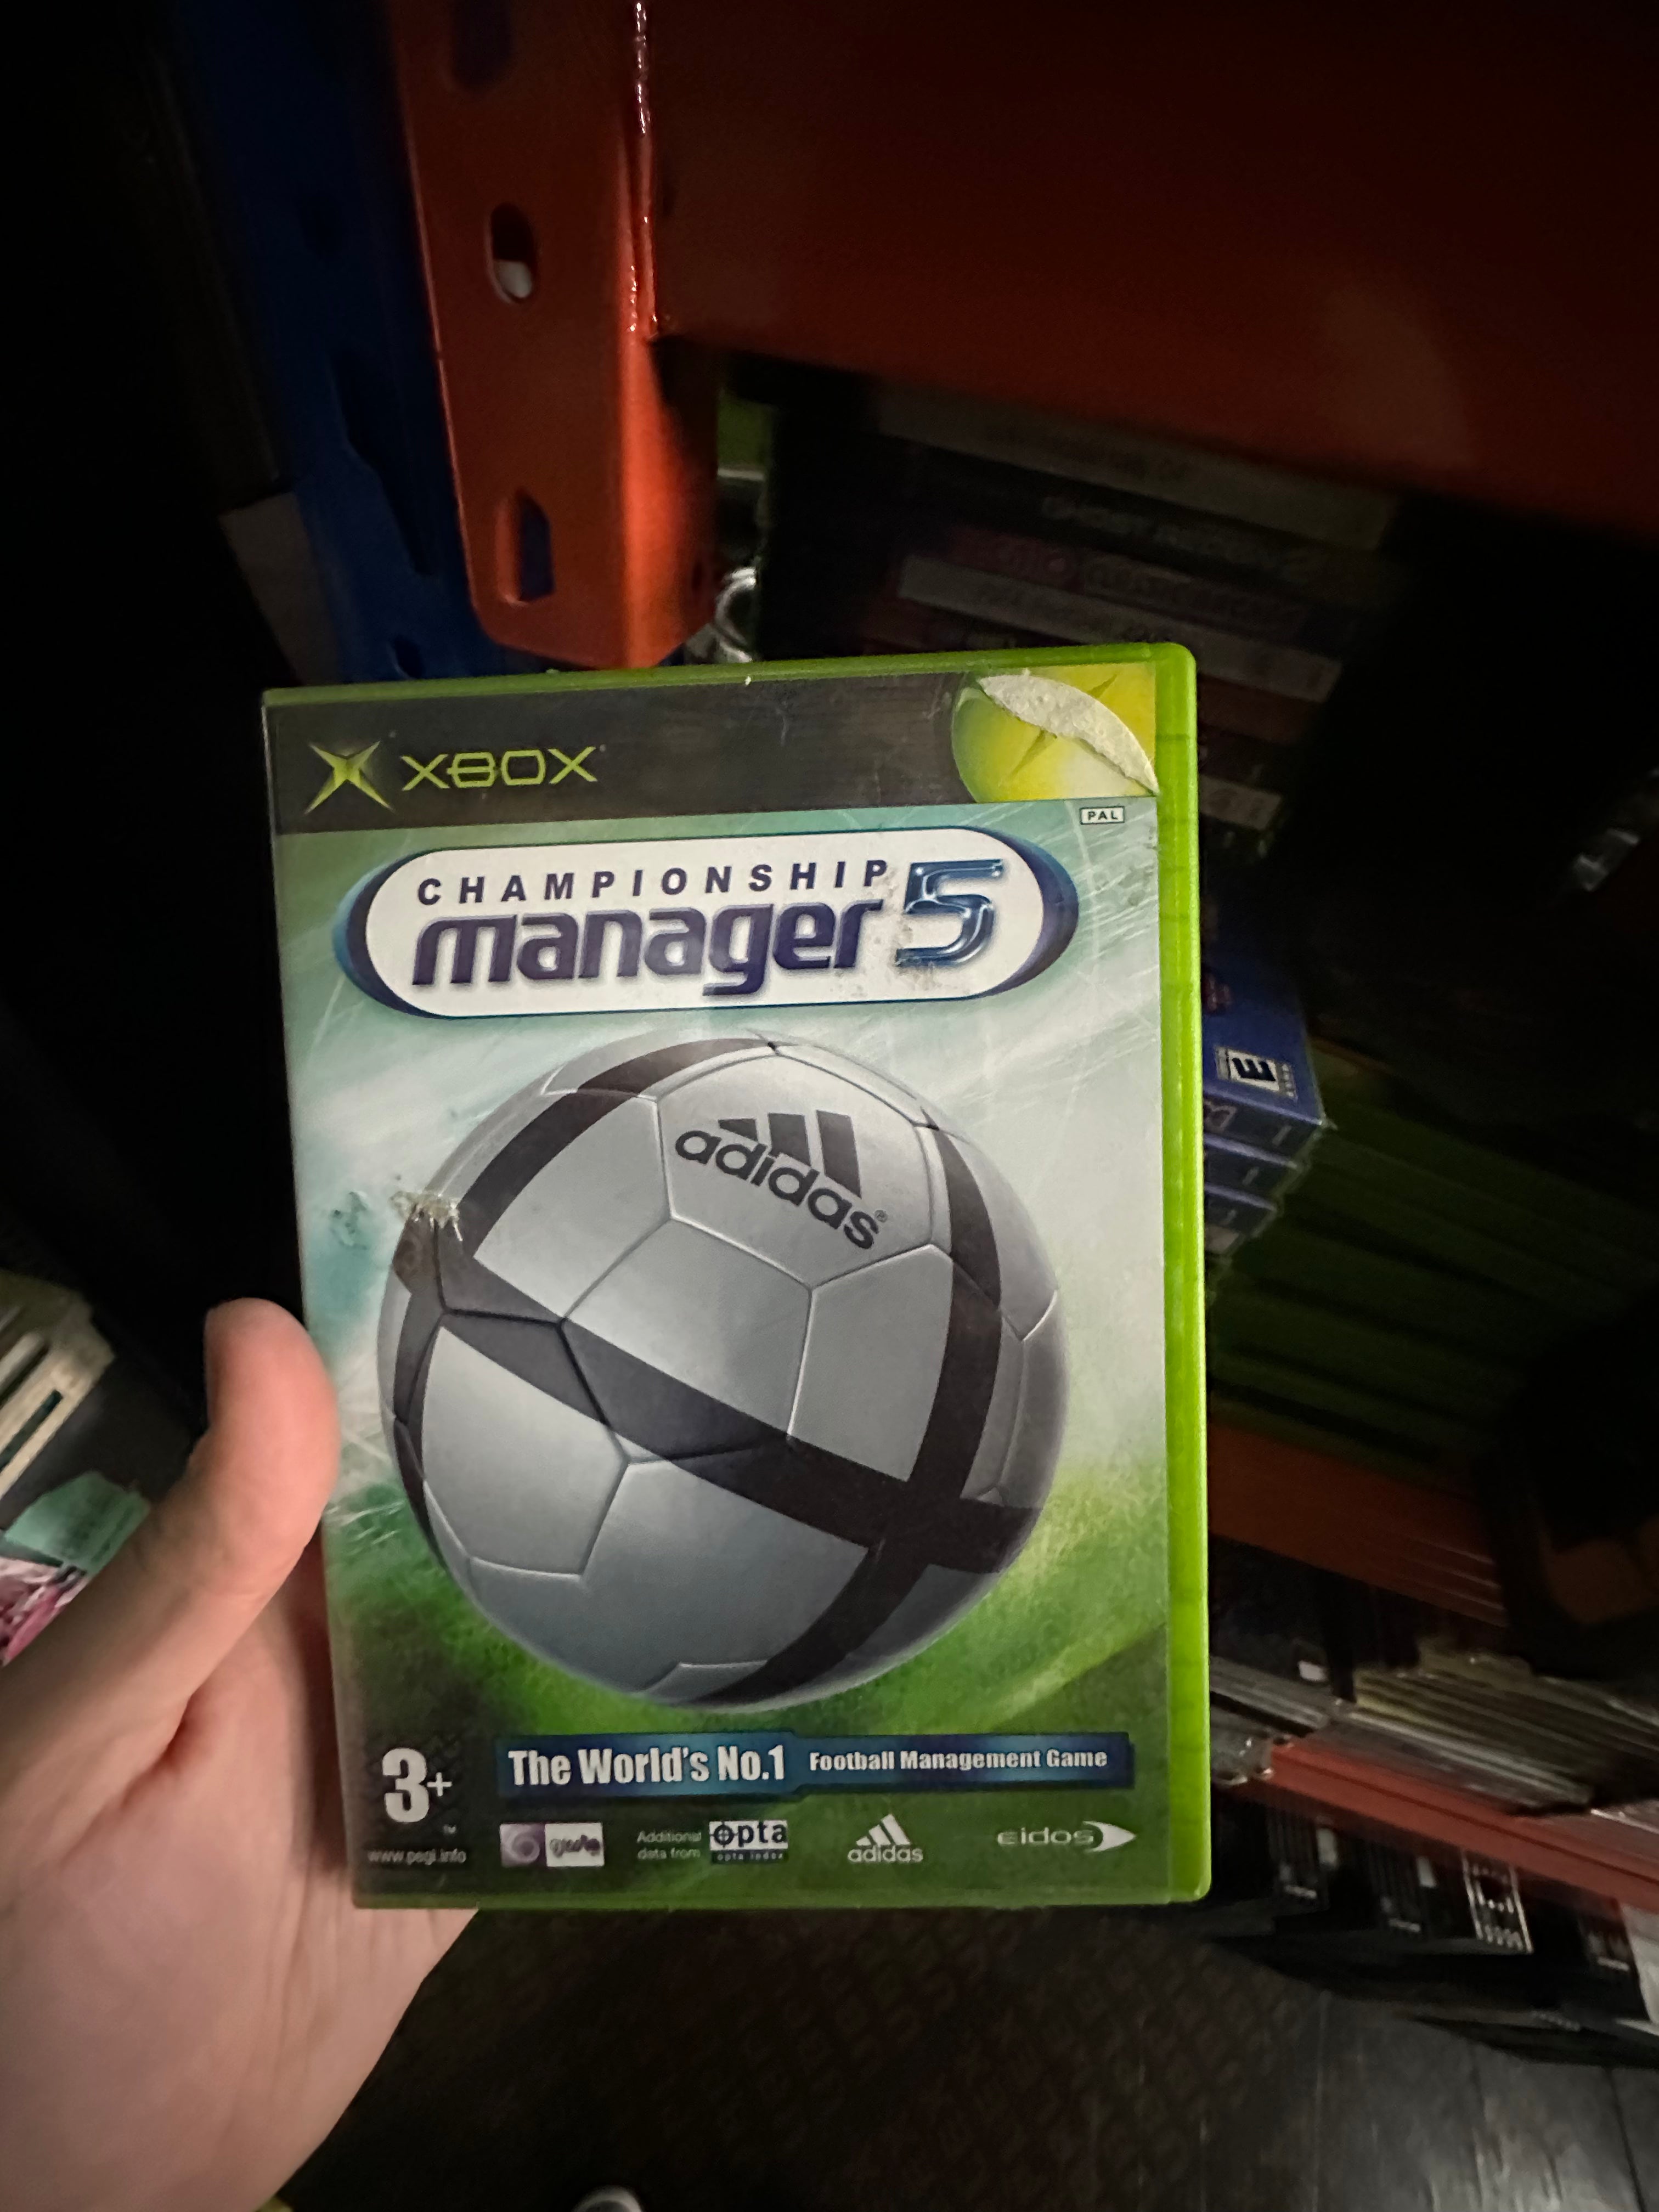 XBOX
PAL
CHAMPIONSHIP
manager 5
adidas®
E
3+
™
The World's No.1 Football Management Game
www.pegi.info
Additional
data from
opta
opta index
adidas
eidos